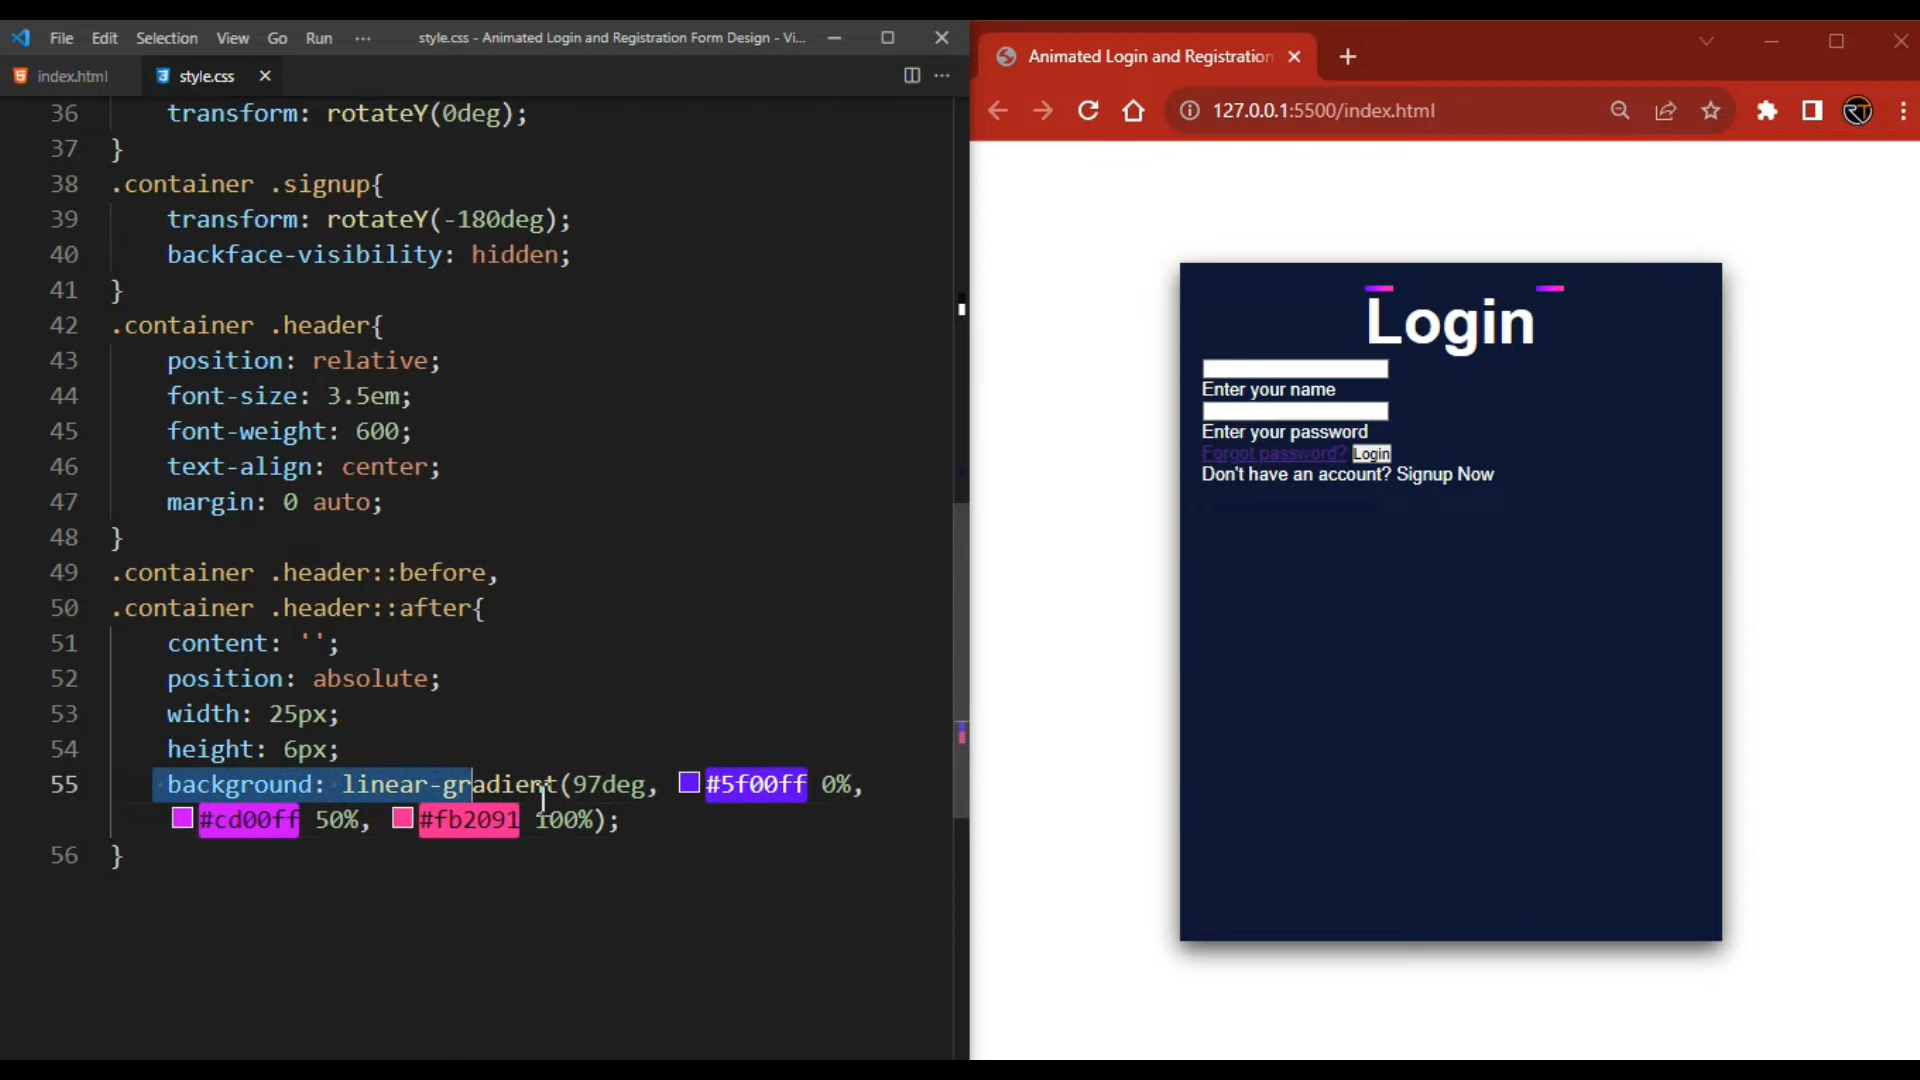 File Edit Selection View Go Run ··· style.css - Animated Login and Registration Form Design - Vi...
index.html style.css
36 transform: rotateY(0deg);
37 }
38 .container .signup{
39 transform: rotateY(-180deg);
40 backface-visibility: hidden;
41 }
42 .container .header{
43 position: relative;
44 font-size: 3.5em;
45 font-weight: 600;
46 text-align: center;
47 margin: 0 auto;
48 }
49 .container .header::before,
50 .container .header::after{
51 content: '';
52 position: absolute;
53 width: 25px;
54 height: 6px;
55 background: linear-gradient(97deg, #5f00ff 0%,
#cd00ff 50%, #fb2091 100%);
56 }
Animated Login and Registration
127.0.0.1:5500/index.html
RT
Login
Enter your name
Enter your password
Forgot password? Login
Don't have an account? Signup Now